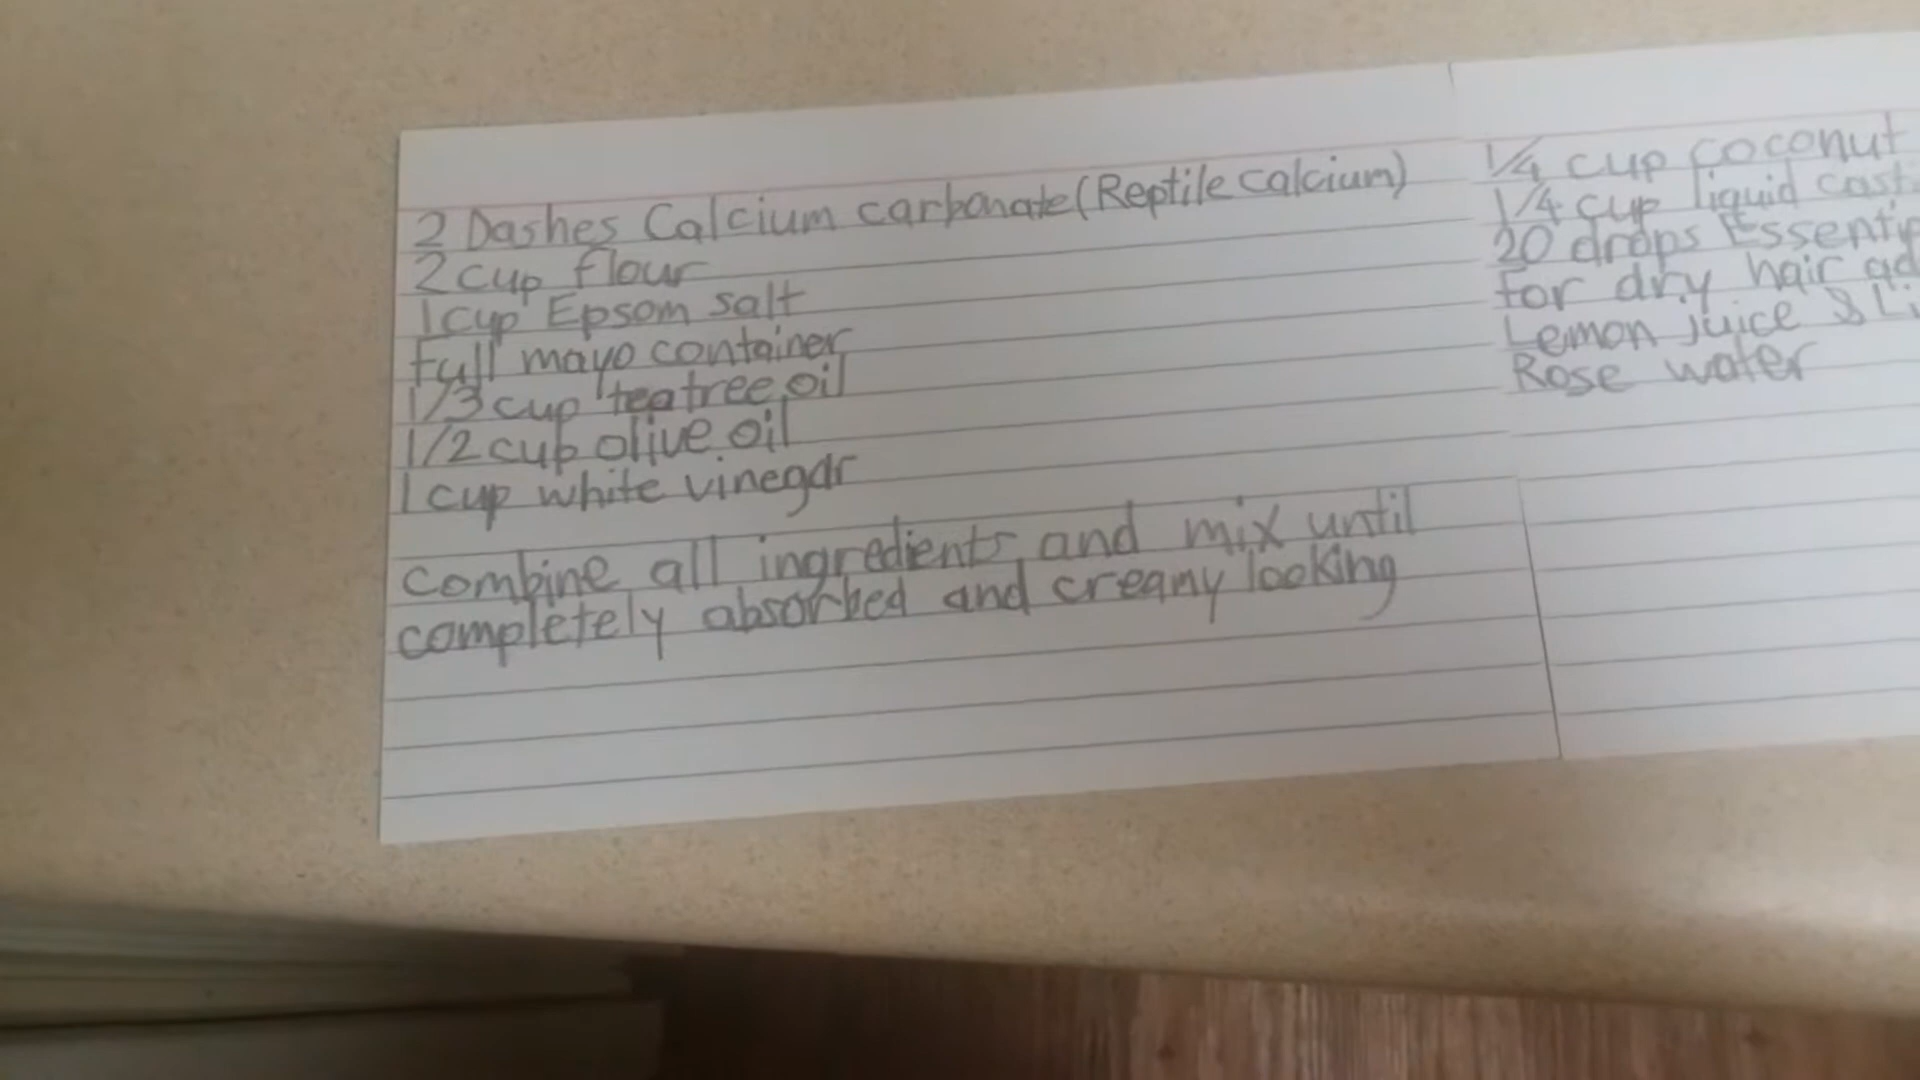 2 Dashes Calcium carbonate (Reptile calcium)
2 cup flour
1 cup Epsom salt
full mayo container
1/3 cup teatree oil
1/2 cup olive oil
1 cup white vinegar
combine all ingredients and mix until
completely absorbed and creamy looking
1/4 cup coconut
1/4 cup liquid
20 drops
for dry hair
Lemon juice &
Rose water